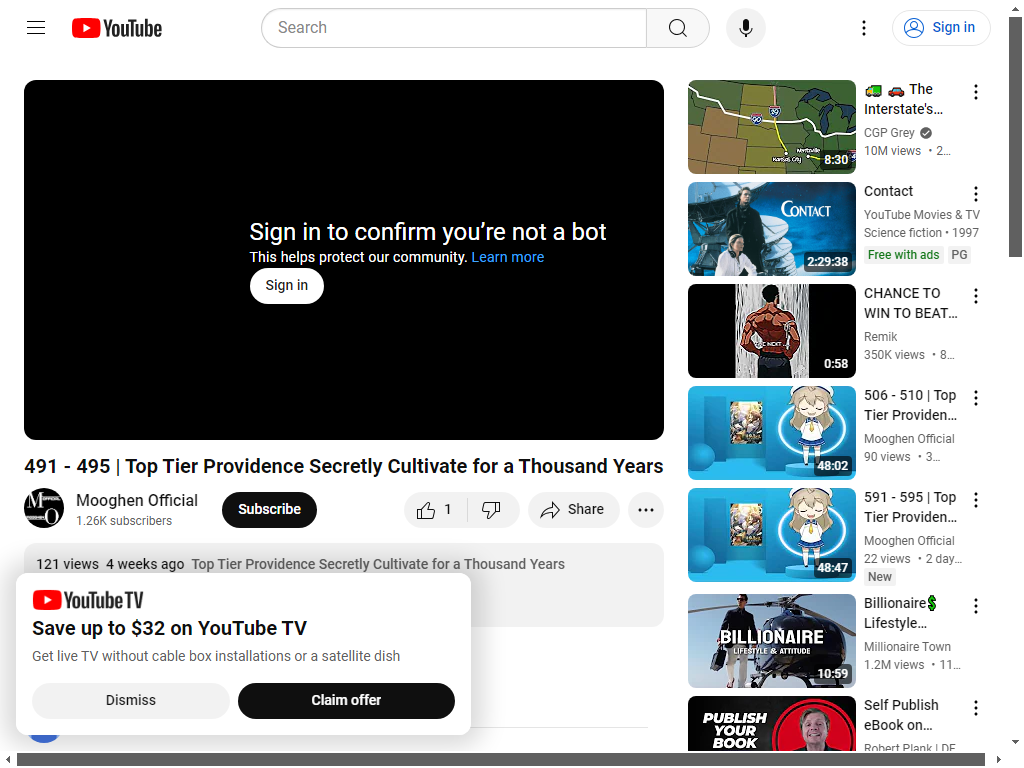 YouTube
Search
Sign in
Sign in to confirm you're not a bot
This helps protect our community. Learn more
Sign in
491 - 495 | Top Tier Providence Secretly Cultivate for a Thousand Years
Mooghen Official
1.26K subscribers
Subscribe
1
Share
121 views 4 weeks ago Top Tier Providence Secretly Cultivate for a Thousand Years
YouTube TV
Save up to $32 on YouTube TV
Get live TV without cable box installations or a satellite dish
Dismiss
Claim offer
90
Kansas City
8:30
The
Interstate's...
CGP Grey
10M views • 2...
CONTACT
2:29:38
Contact
YouTube Movies & TV
Science fiction • 1997
Free with ads PG
0:58
CHANCE TO
WIN TO BEAT...
Remik
350K views • 8...
48:02
506 - 510 | Top
Tier Providen...
Mooghen Official
90 views • 3...
48:47
591 - 595 | Top
Tier Providen...
Mooghen Official
22 views • 2 day...
New
BILLIONAIRE
LIFESTYLE & ATTITUDE
10:59
Billionaire
Lifestyle...
Millionaire Town
1.2M views • 11...
PUBLISH
YOUR
BOOK
Self Publish
eBook on...
Robert Plank | DE